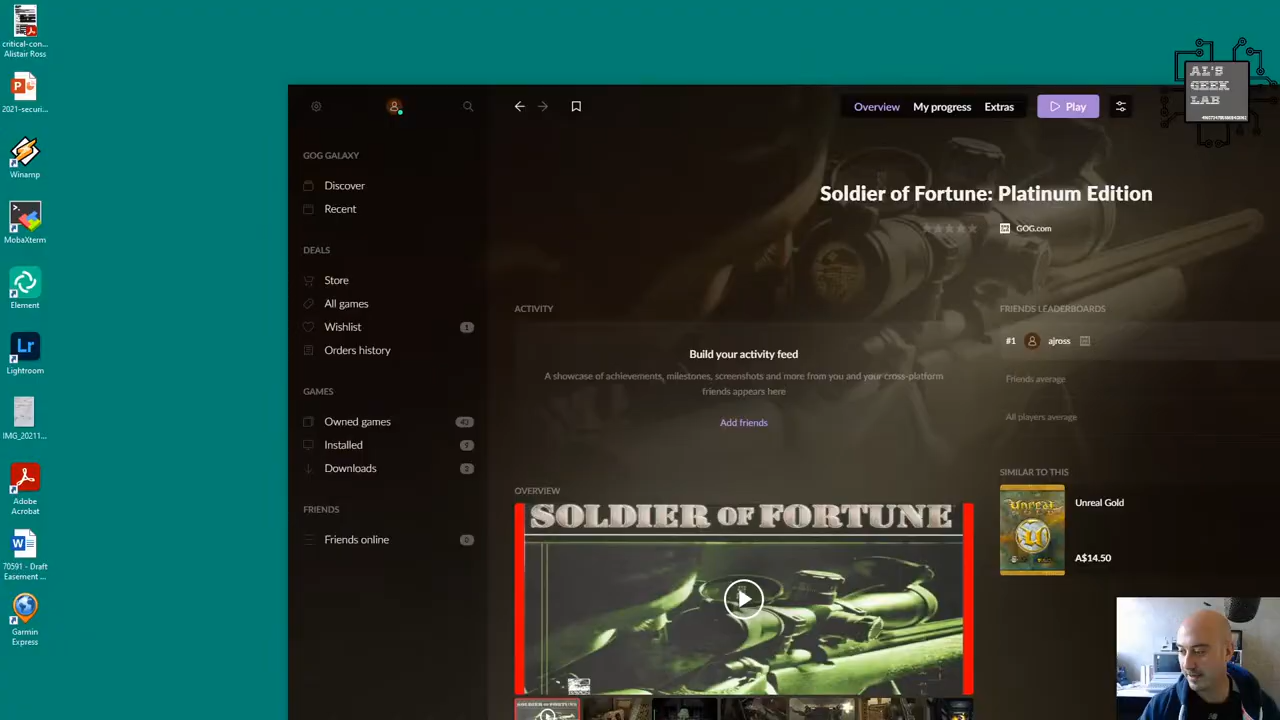 critical-con...
Alistair Ross
2021-securi...
Winamp
MobaXterm
Element
Lightroom
IMG_20211...
Adobe
Acrobat
70591 - Draft
Easement ...
Garmin
Express
AL'S
GEEK
LAB
Overview
My progress
Extras
Play
GOG GALAXY
Discover
Recent
DEALS
Store
All games
Wishlist
1
Orders history
GAMES
Owned games
43
Installed
Downloads
FRIENDS
Friends online
0
Soldier of Fortune: Platinum Edition
GOG.com
ACTIVITY
Build your activity feed
A showcase of achievements, milestones, screenshots and more from you and your cross-platform
friends appears here
Add friends
FRIENDS LEADERBOARDS
#1 ajross
Friends average
All players average
OVERVIEW
SOLDIER OF FORTUNE
SIMILAR TO THIS
Unreal Gold
A$14.50